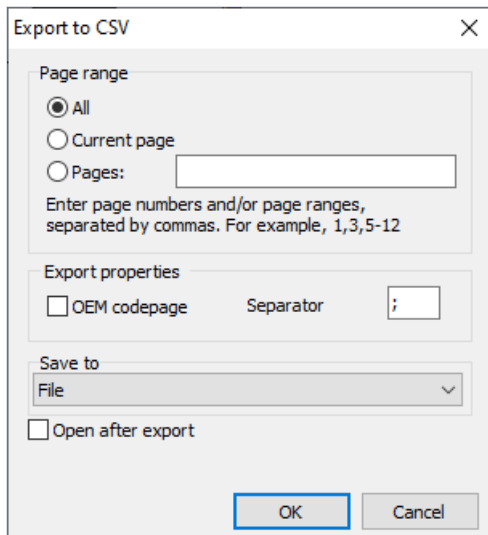 Export to CSV
Page range
All
Current page
Pages:
Enter page numbers and/or page ranges,
separated by commas. For example, 1,3,5-12
Export properties
OEM codepage Separator ;
Save to
File
Open after export
OK Cancel